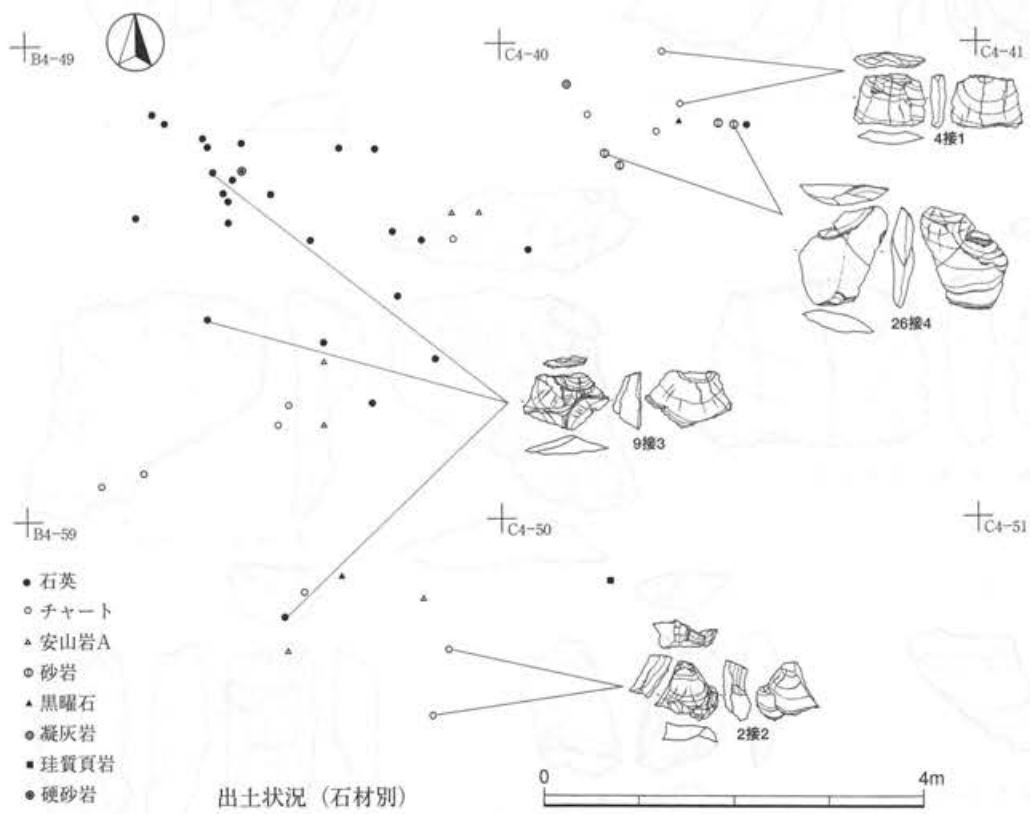 B4-49
C4-40
C4-41
4接1
26接4
9接3
B4-59
C4-50
C4-51
石英
チャート
安山岩A
砂岩
黒曜石
凝灰岩
珪質頁岩
硬砂岩
2接2
出土状況（石材別）
0 4m